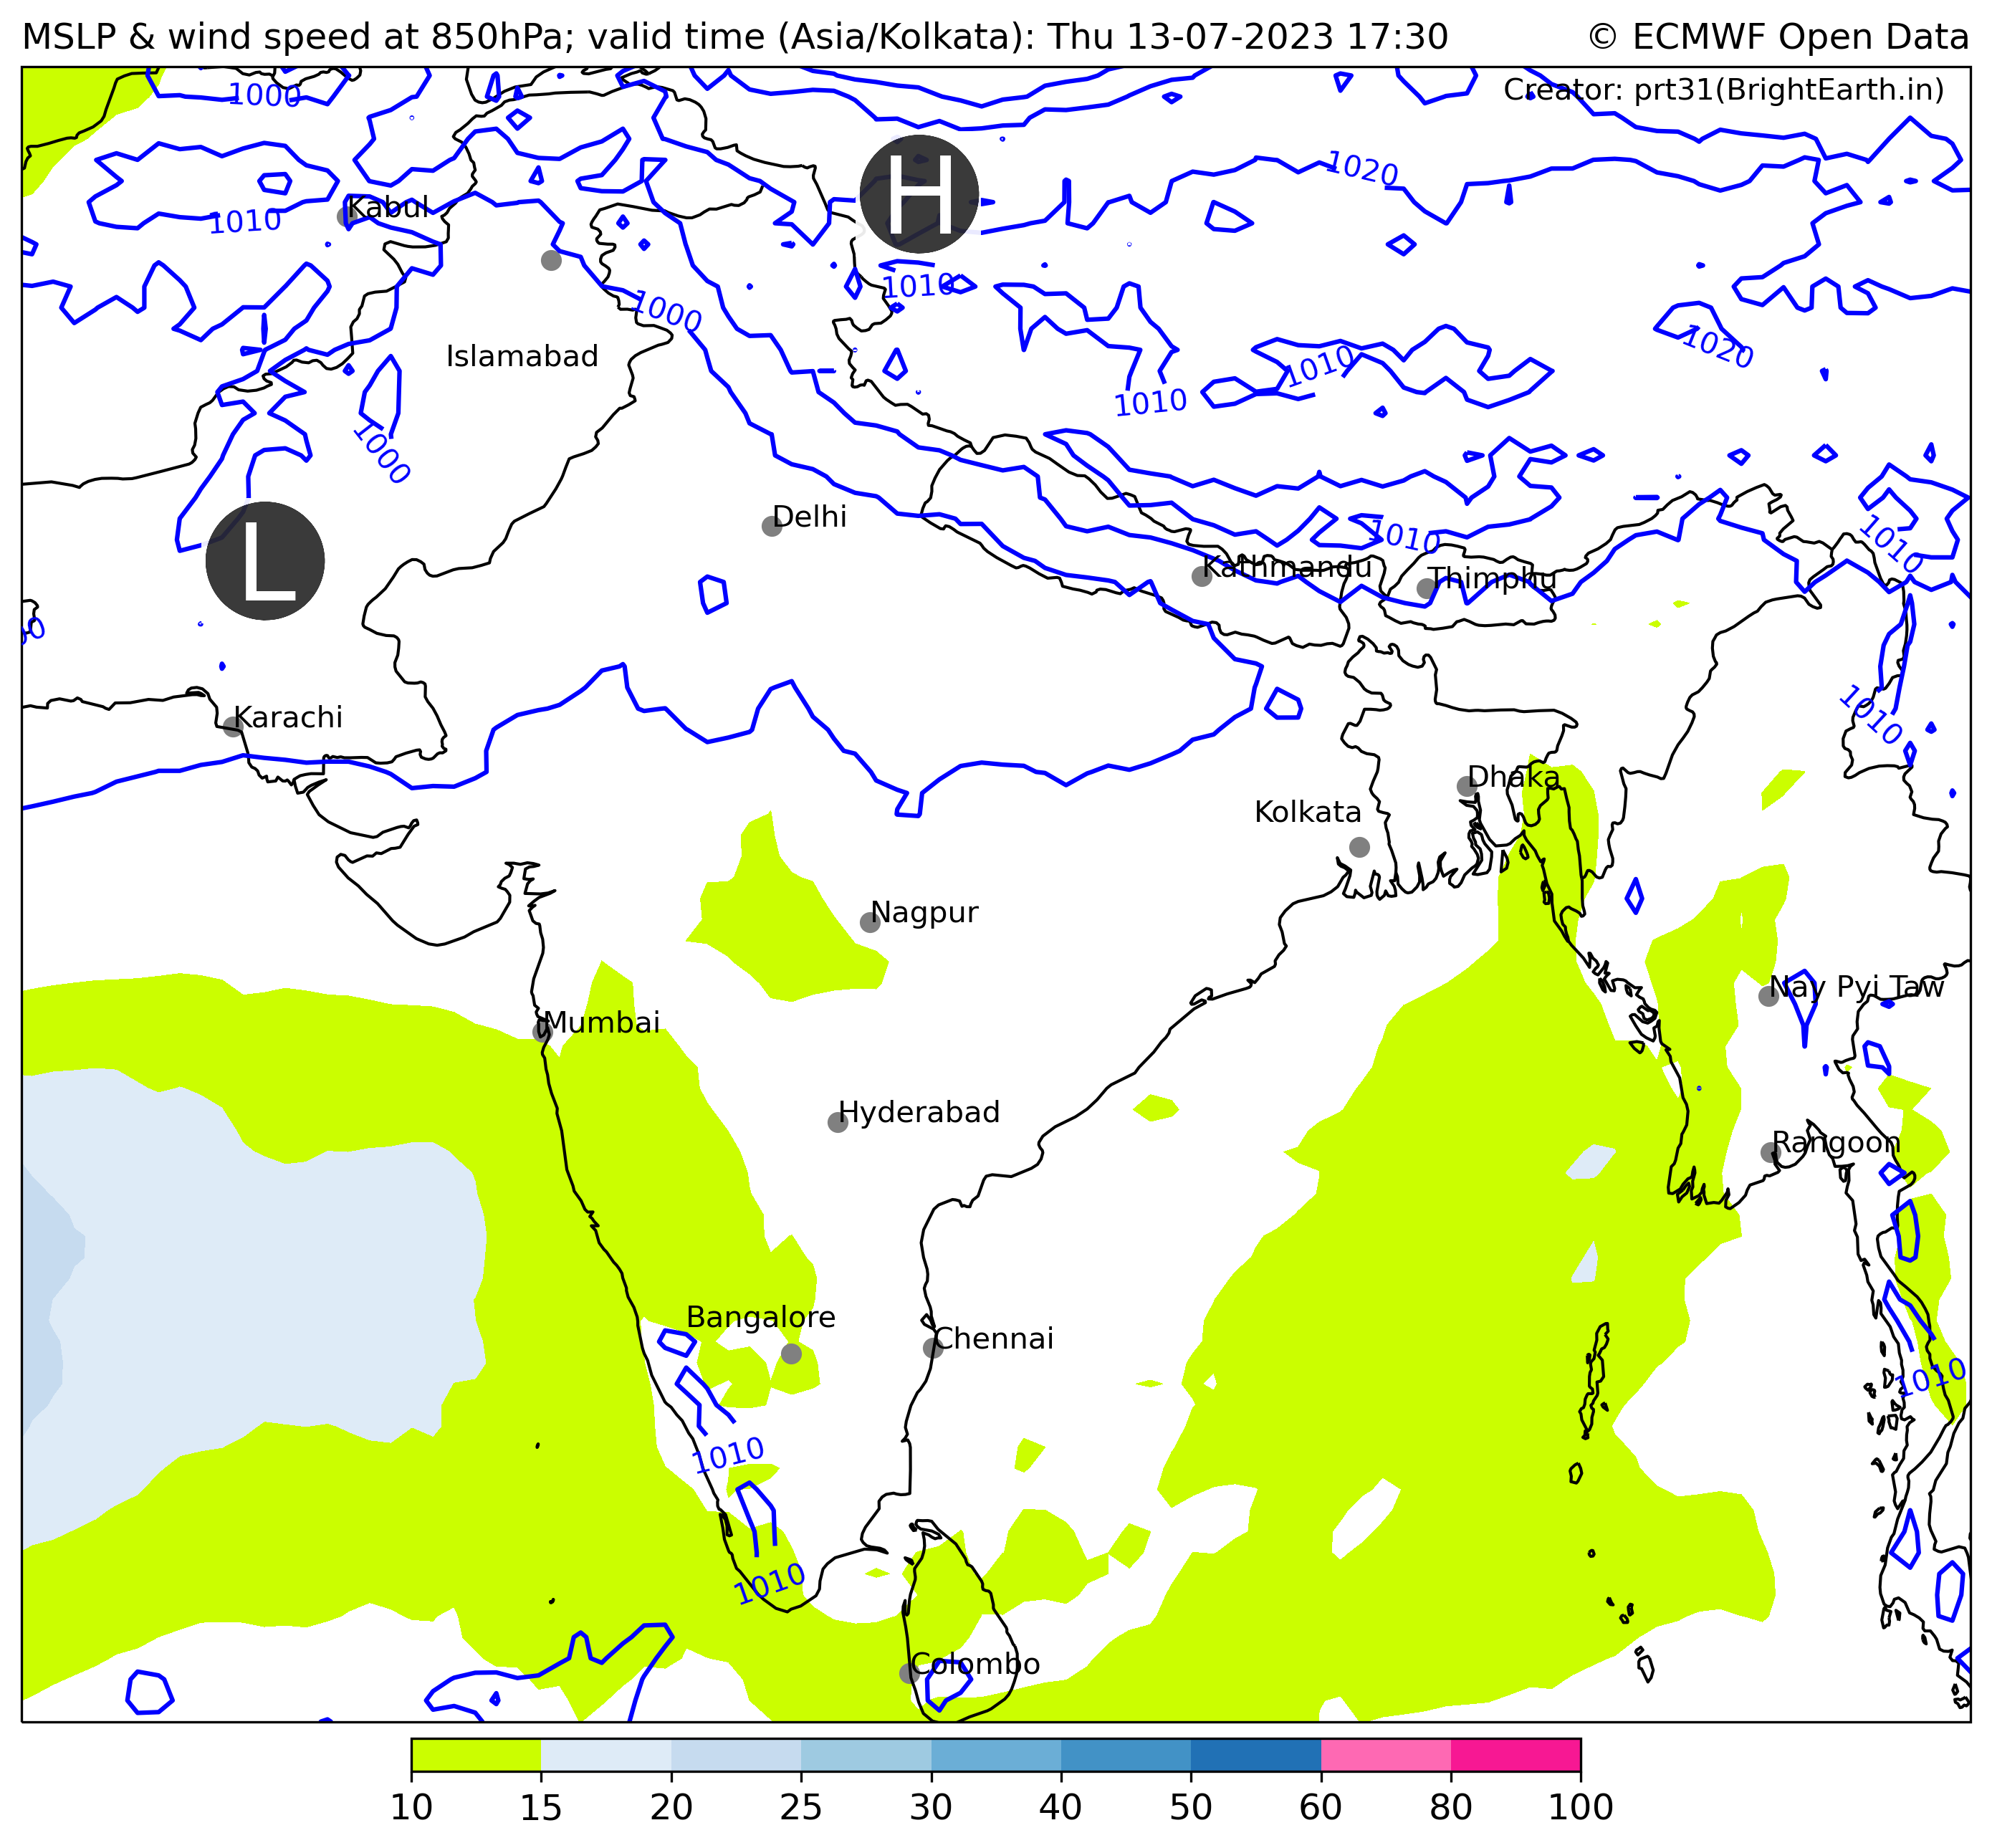 MSLP & wind speed at 850hPa; valid time (Asia/Kolkata): Thu 13-07-2023 17:30
© ECMWF Open Data
Creator: prt31(BrightEarth.in)
1000
1020
H
Kabul
1010
1010
1000
1020
Islamabad
1010
1010
1000
Delhi
1010
1010
L
Kathmandu
Thimphu
Karachi
1010
Dhaka
Kolkata
Nagpur
Nay Pyi Taw
Mumbai
Hyderabad
Rangoon
Bangalore
Chennai
1010
1010
1010
Colombo
10 15 20 25 30 40 50 60 80 100